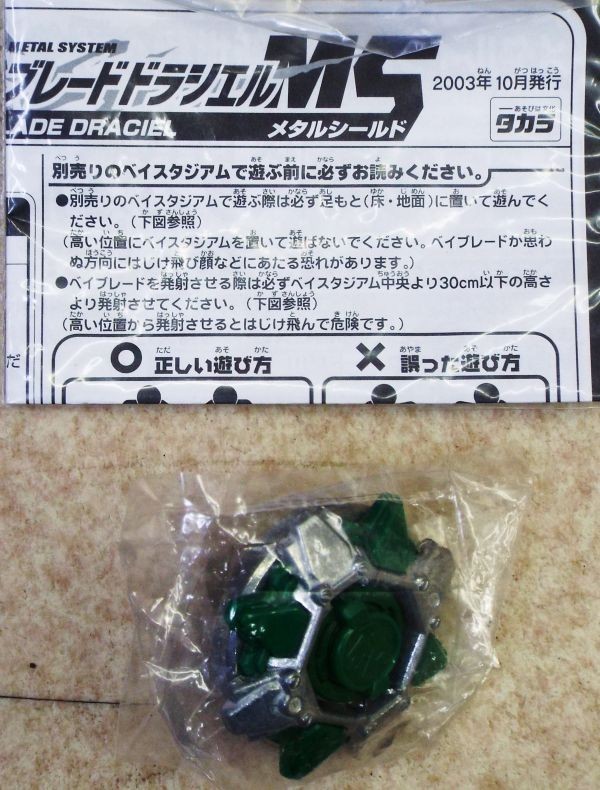 METAL SYSTEM
ブレードドラシエルMS
2003年10月発行
ADE DRACIEL
メタルシールド
あそびは文化
タカラ
別売りのベイスタジアムで遊ぶ前に必ずお読みください。
●別売りのベイスタジアムで遊ぶ際は必ず足もと(床・地面)に置いて遊んでく
ださい。(下図参照)
(高い位置にベイスタジアムを置いて遊ばないでください。ベイブレードが思わ
ぬ方向にはじけ飛び顔などにあたる恐れがあります。)
●ベイブレードを発射させる際は必ずベイスタジアム中央より30cm以下の高さ
より発射させてください。(下図参照)
(高い位置から発射させるとはじけ飛んで危険です。)
だ
○ 正しい遊び方
× 誤った遊び方